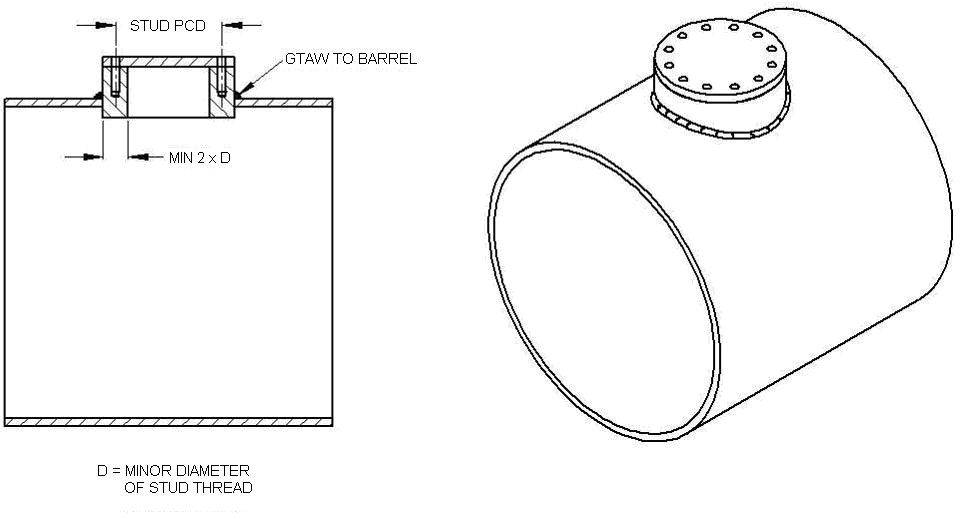 STUD PCD
GTAW TO BARREL
MIN 2 x D
D = MINOR DIAMETER
OF STUD THREAD